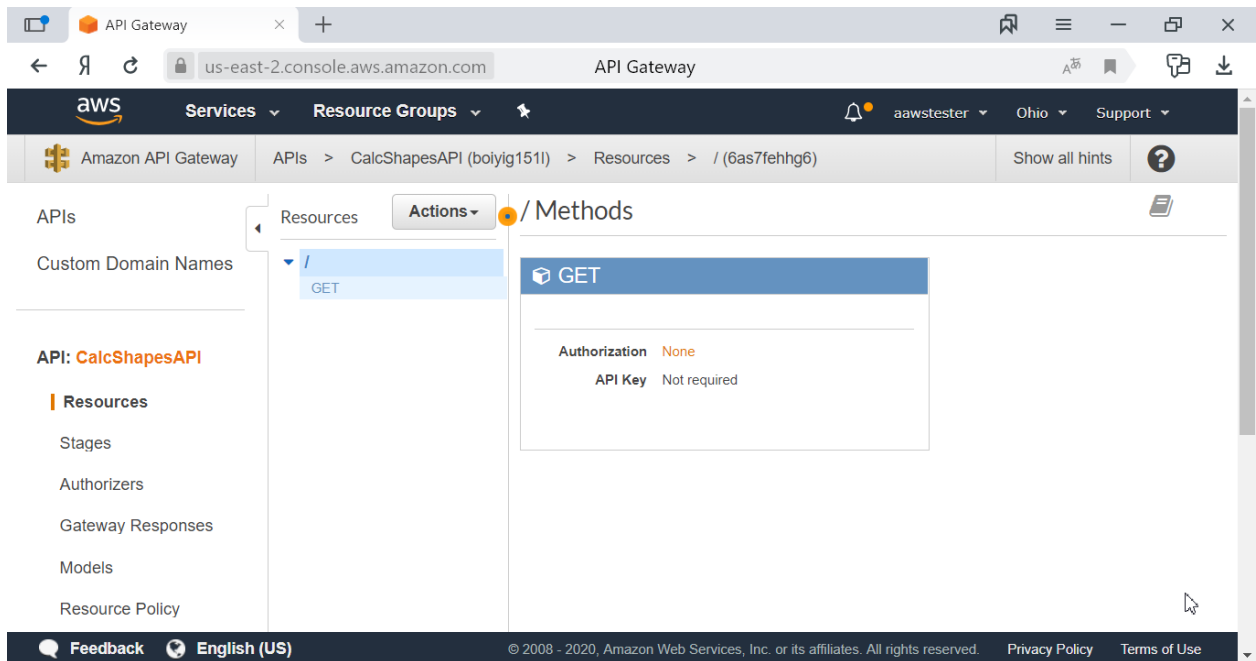 API Gateway
Я us-east-2.console.aws.amazon.com API Gateway
aws Services Resource Groups aawstester Ohio Support
Amazon API Gateway APIs > CalcShapesAPI (boiyig151l) > Resources > / (6as7fehhg6) Show all hints ?
APIs
Custom Domain Names
API: CalcShapesAPI
Resources
Stages
Authorizers
Gateway Responses
Models
Resource Policy
Resources Actions
/
GET
/ Methods
GET
Authorization None
API Key Not required
Feedback English (US) © 2008 - 2020, Amazon Web Services, Inc. or its affiliates. All rights reserved. Privacy Policy Terms of Use